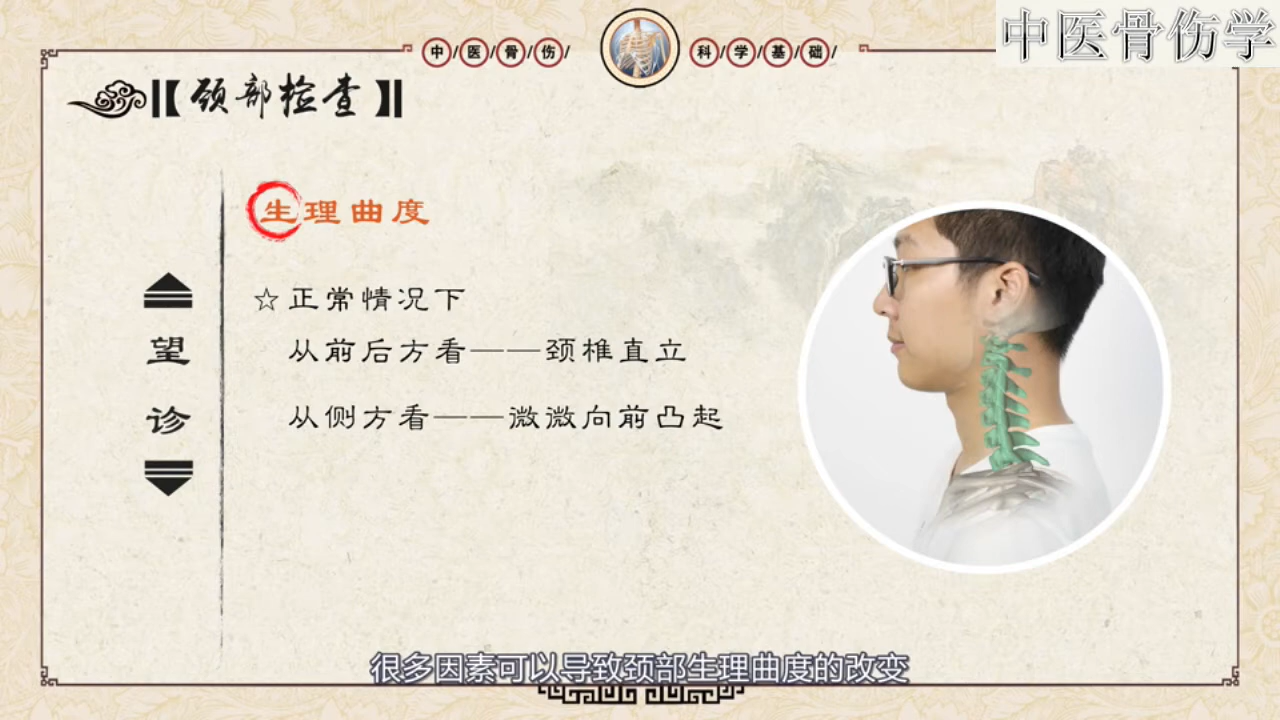 中医骨伤学
中/医/骨/伤/ 科/学/基/础/
【颈部检查】
生理曲度
望诊
☆正常情况下
从前后方看——颈椎直立
从侧方看——微微向前凸起
很多因素可以导致颈部生理曲度的改变